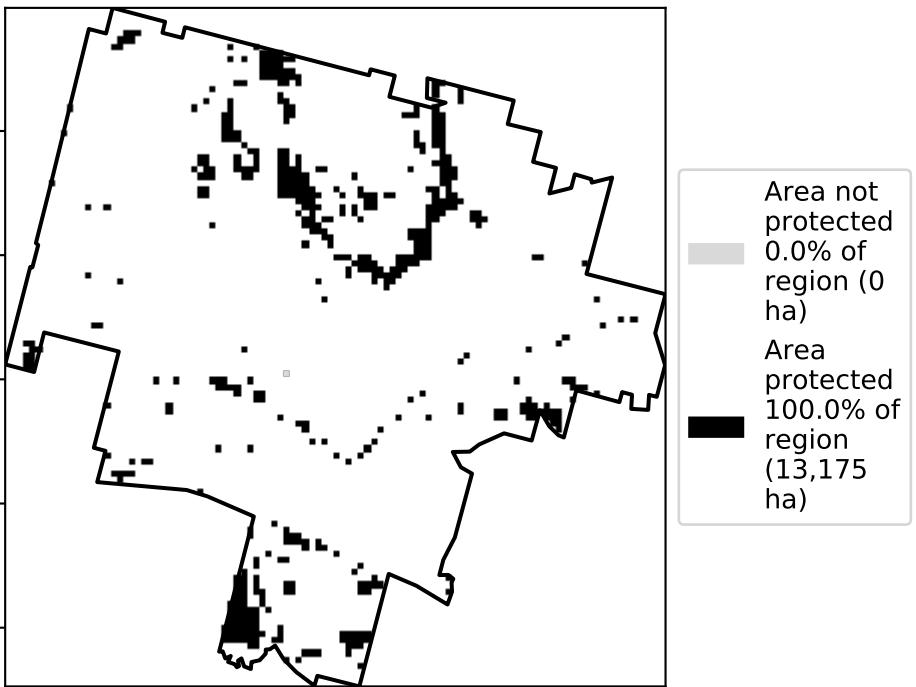 Area not
protected
0.0% of
region (0
ha)
Area
protected
100.0% of
region
(13,175
ha)